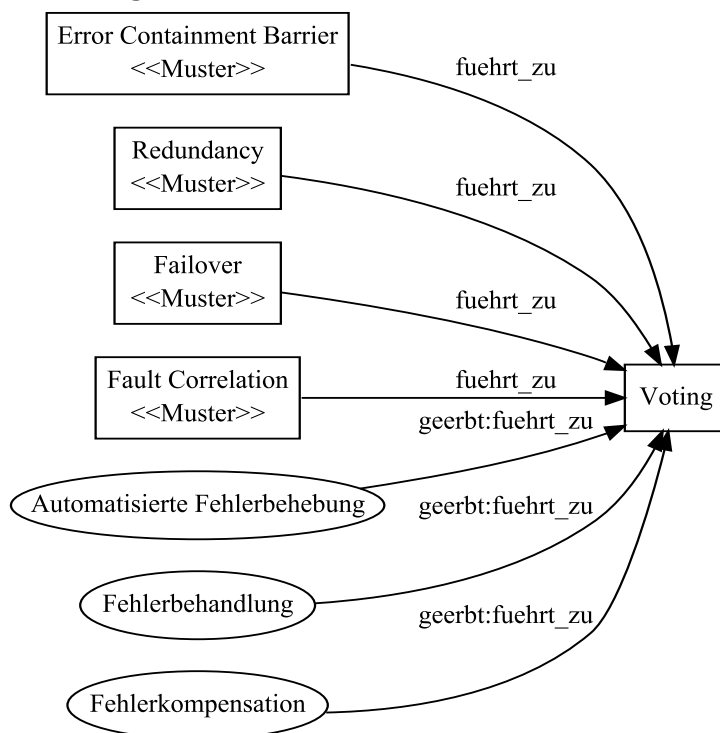 Error Containment Barrier
<<Muster>>
fuehrt_zu
Redundancy
<<Muster>>
fuehrt_zu
Failover
<<Muster>>
fuehrt_zu
Fault Correlation
<<Muster>>
fuehrt_zu
Voting
geerbt:fuehrt_zu
Automatisierte Fehlerbehebung
geerbt:fuehrt_zu
Fehlerbehandlung
geerbt:fuehrt_zu
Fehlerkompensation